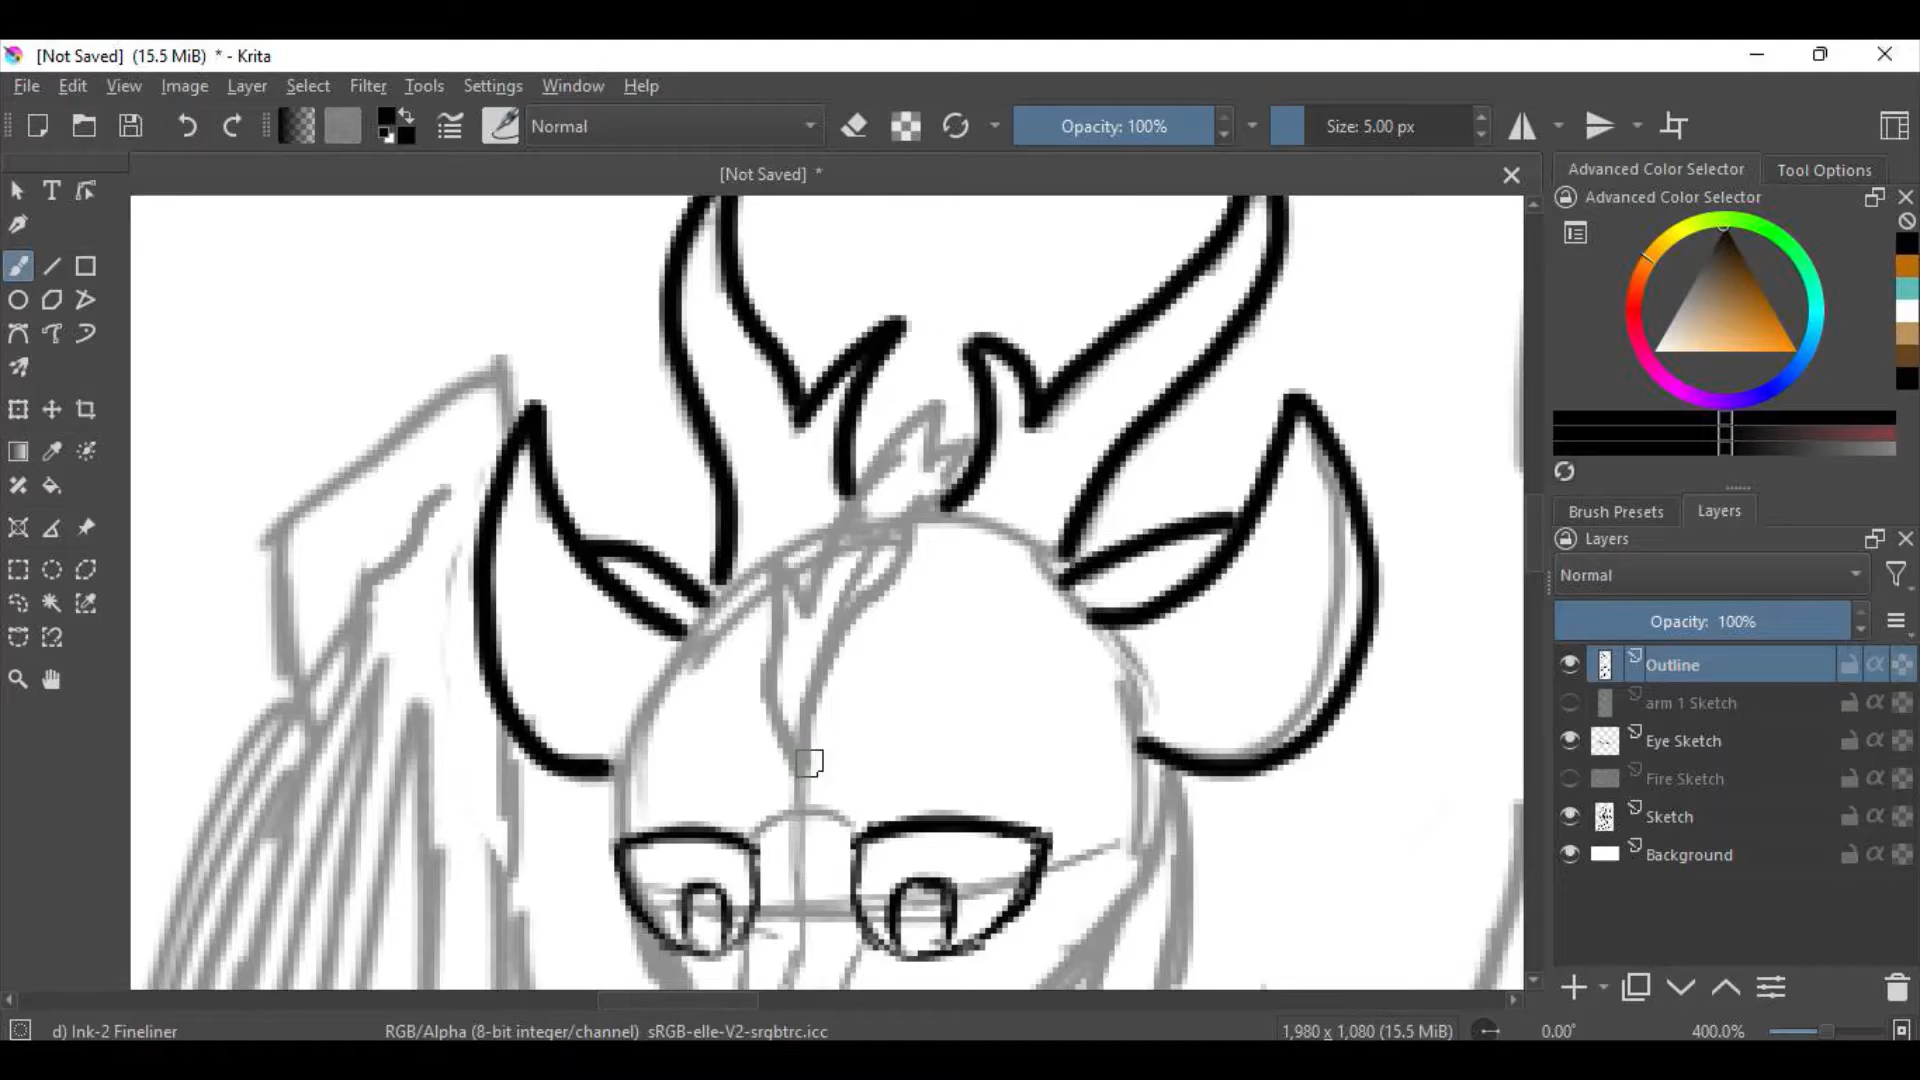 [Not Saved]  (15.5 MiB)  * - Krita
File Edit View Image Layer Select Filter Tools Settings Window Help
Normal Opacity: 100% Size: 5.00 px
[Not Saved]  *
Advanced Color Selector Tool Options
Advanced Color Selector
Brush Presets Layers
Layers
Normal
Opacity:  100%
Outline
arm 1 Sketch
Eye Sketch
Fire Sketch
Sketch
Background
d) Ink-2 Fineliner RGB/Alpha (8-bit integer/channel)  sRGB-elle-V2-srgbtrc.icc 1,980 x 1,080 (15.5 MiB) 0.00° 400.0%